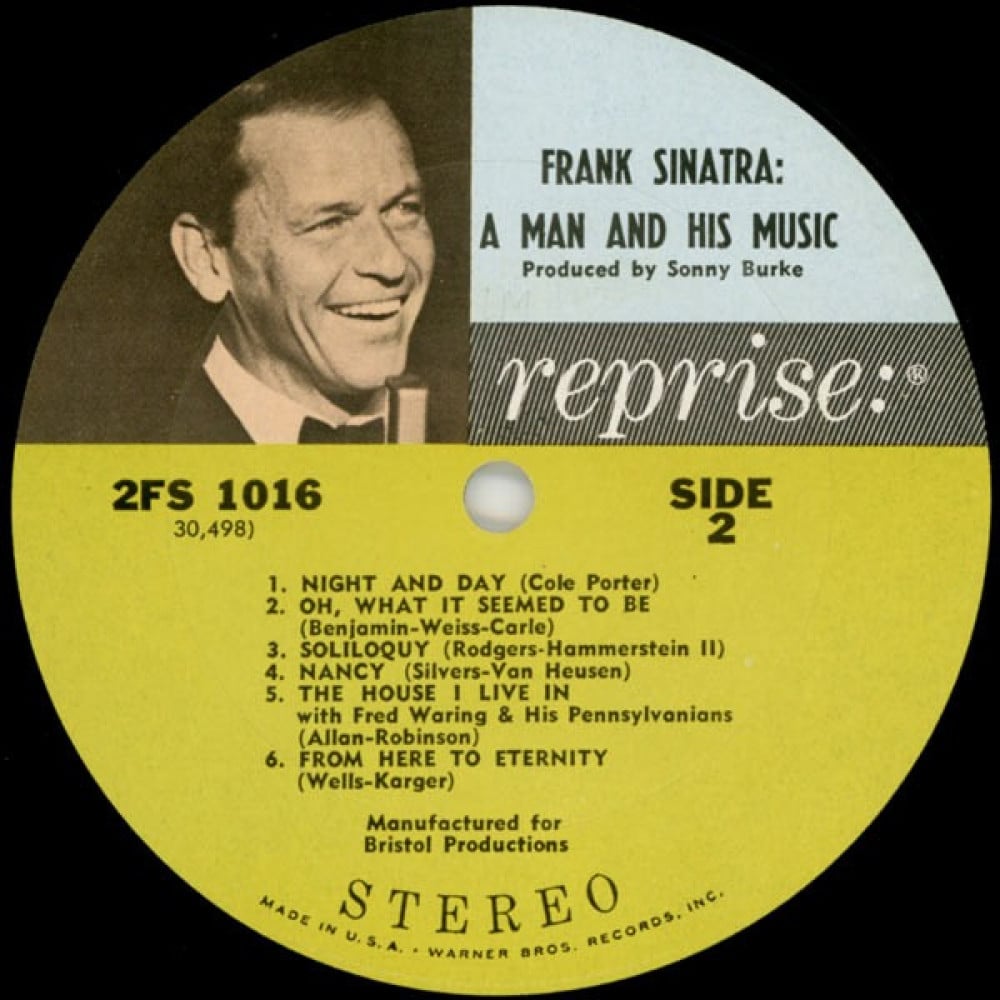 FRANK SINATRA:
A MAN AND HIS MUSIC
Produced by Sonny Burke
reprise:®
2FS 1016
30,498)
SIDE
2
1. NIGHT AND DAY (Cole Porter)
2. OH, WHAT IT SEEMED TO BE
(Benjamin-Weiss-Carle)
3. SOLILOQUY (Rodgers-Hammerstein II)
4. NANCY (Silvers-Van Heusen)
5. THE HOUSE I LIVE IN
with Fred Waring & His Pennsylvanians
(Allan-Robinson)
6. FROM HERE TO ETERNITY
(Wells-Karger)
Manufactured for
Bristol Productions
STEREO
MADE IN U.S.A. · WARNER BROS. RECORDS, INC.